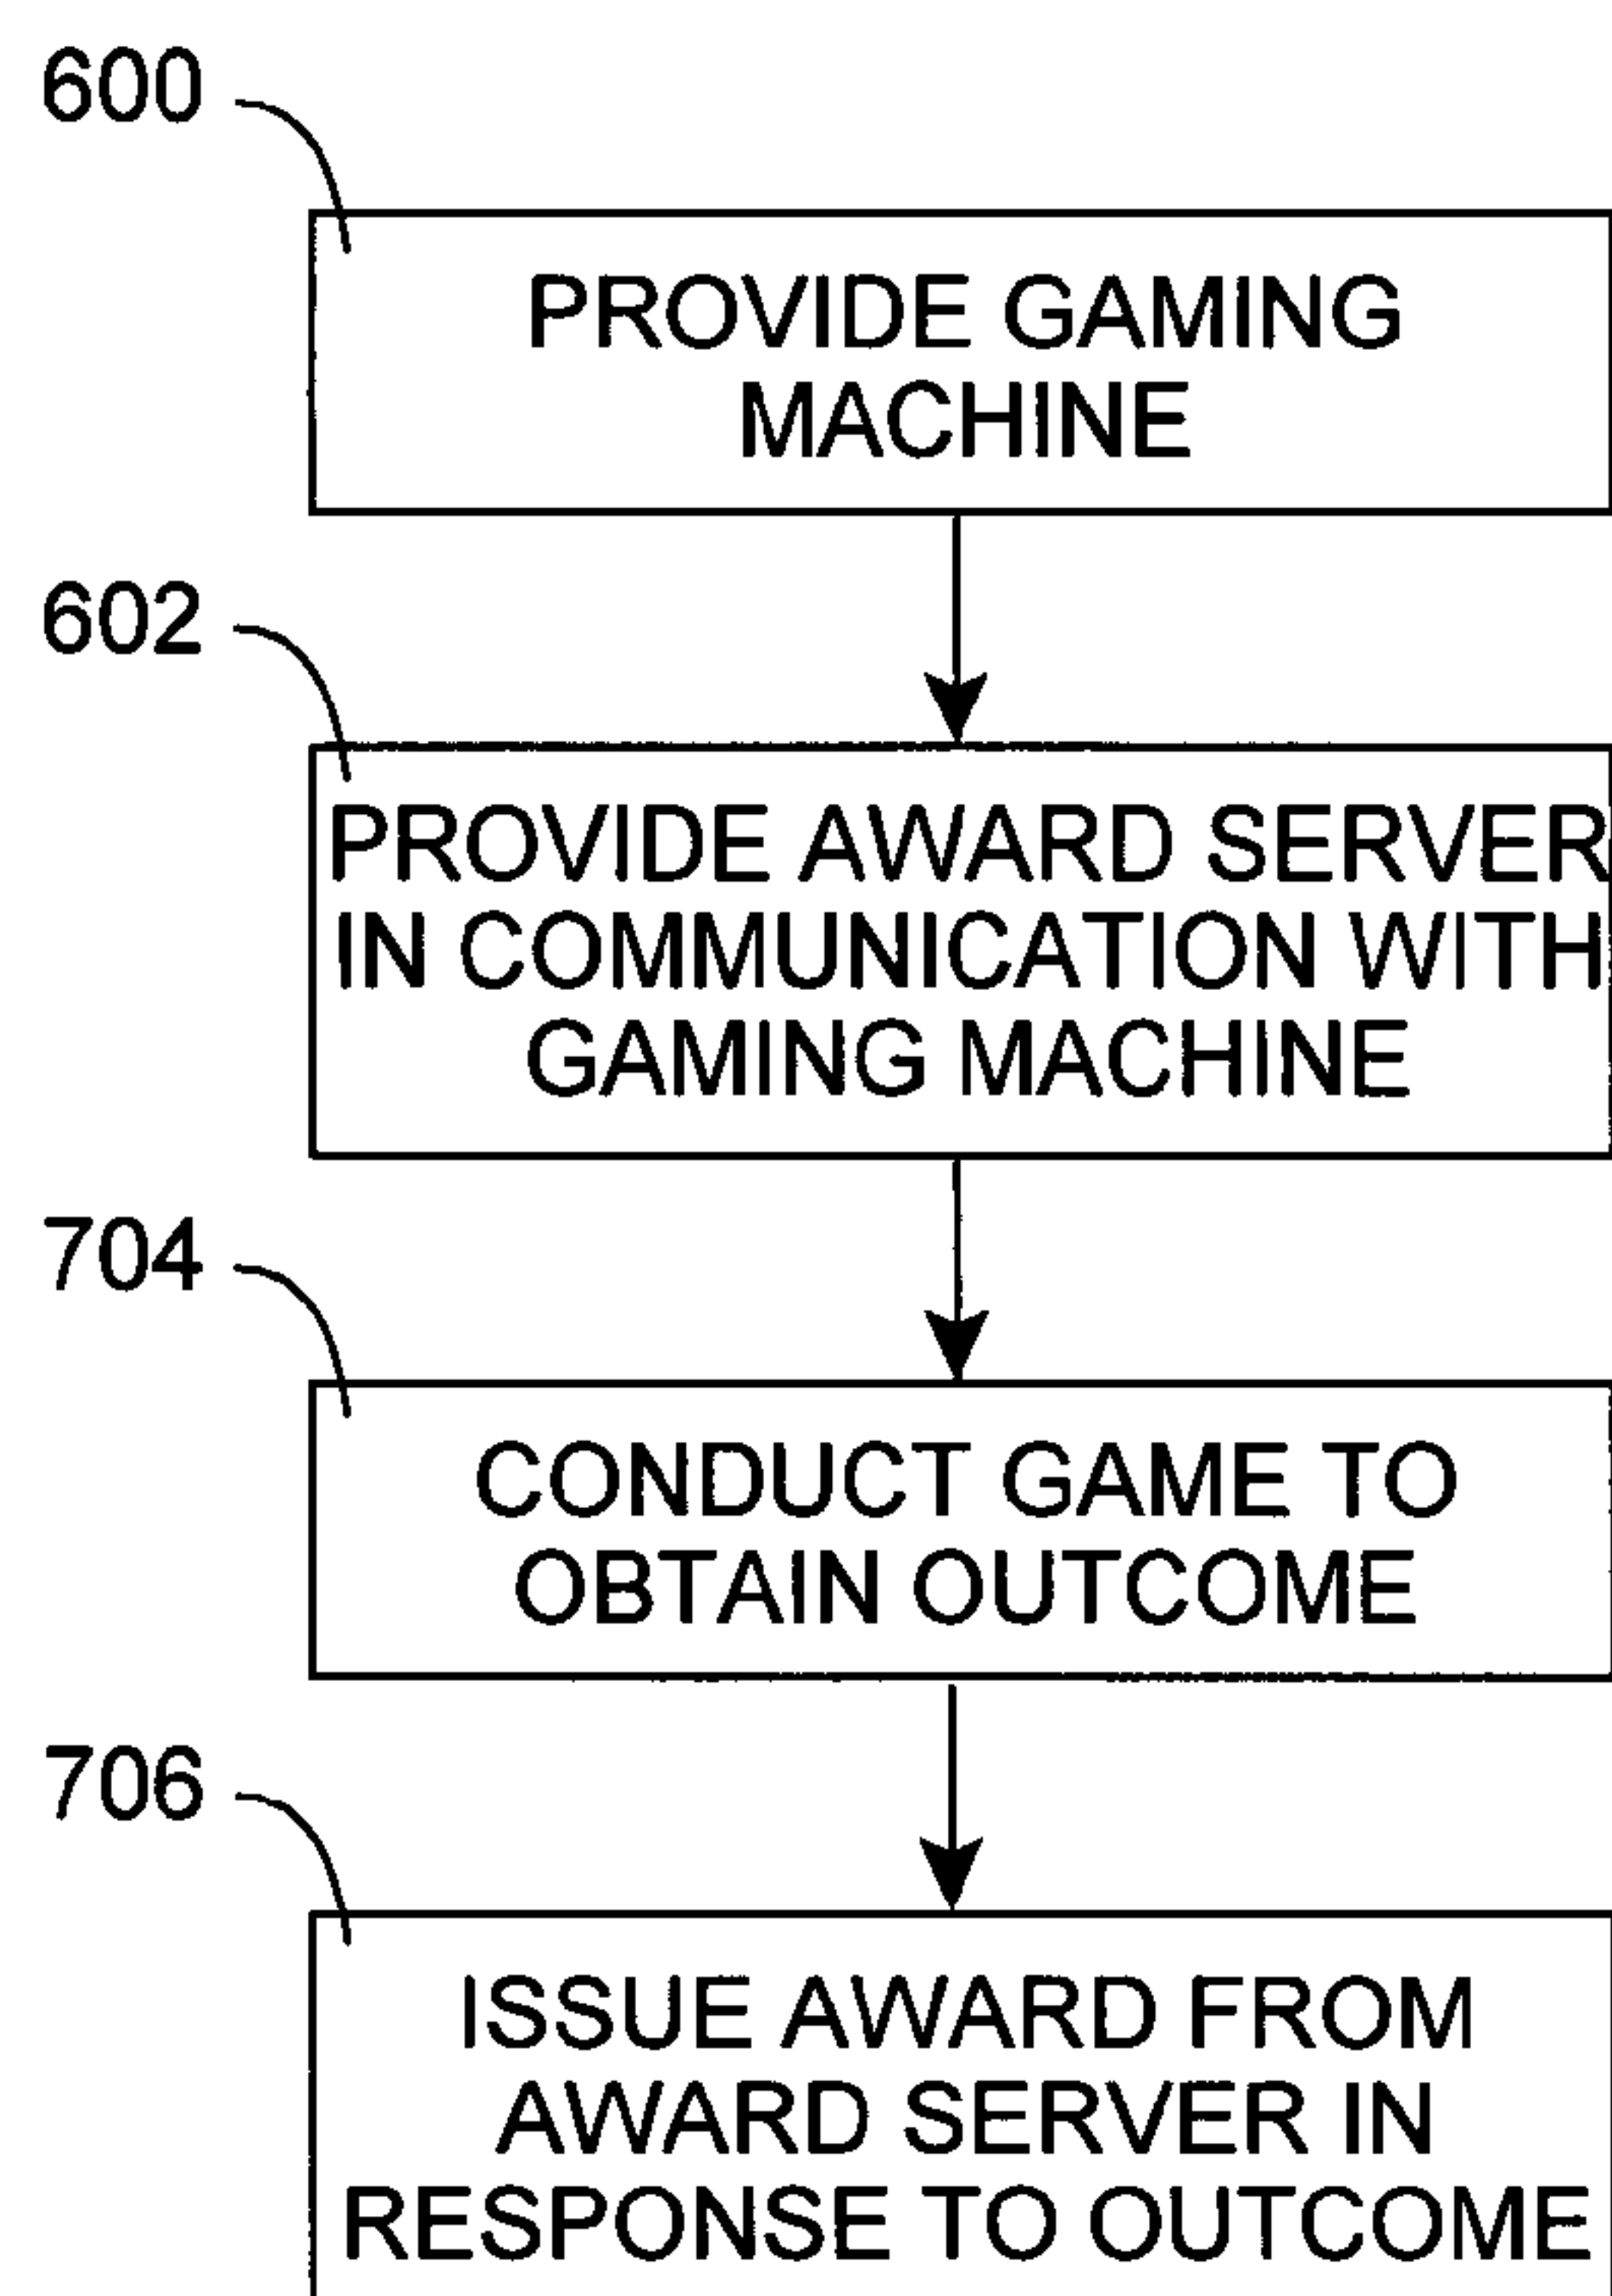 600
PROVIDE GAMING
MACHINE
602
PROVIDE AWARD SERVER
IN COMMUNICATION WITH
GAMING MACHINE
704
CONDUCT GAME TO
OBTAIN OUTCOME
706
ISSUE AWARD FROM
AWARD SERVER IN
RESPONSE TO OUTCOME